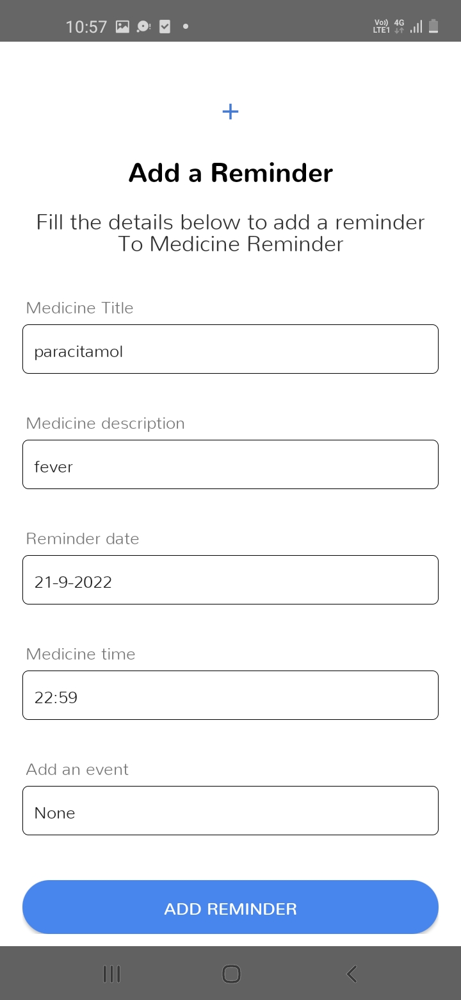 10:57
Vo)) 4G
LTE1
Add a Reminder
Fill the details below to add a reminder
To Medicine Reminder
Medicine Title
paracitamol
Medicine description
fever
Reminder date
21-9-2022
Medicine time
22:59
Add an event
None
ADD REMINDER